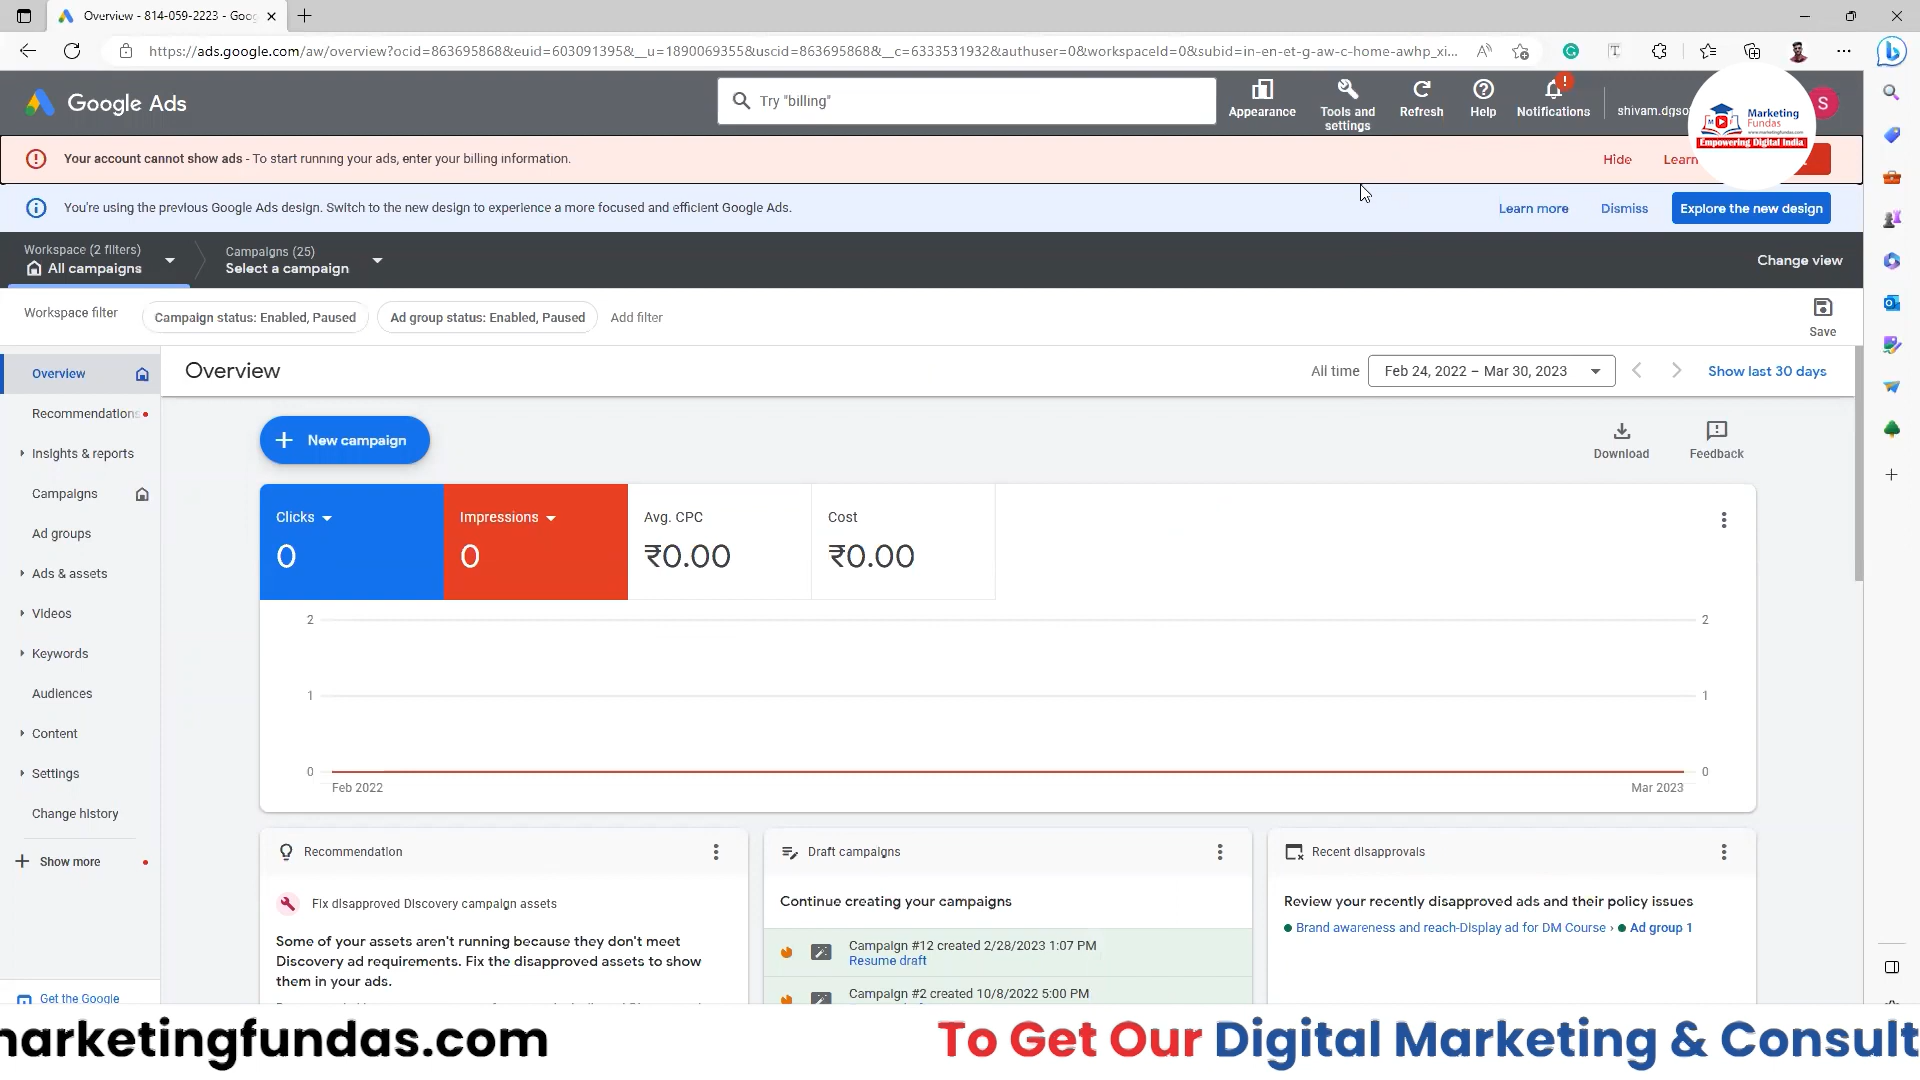 Overview - 814-059-2223 - Goo
https://ads.google.com/aw/overview?ocid=863695868&euid=603091395&__u=1890069355&uscid=863695868&__c=6333531932&authuser=0&workspaceId=0&subid=in-en-et-g-aw-c-home-awhp_xi...
Google Ads
Try "billing"
Appearance
Tools and settings
Refresh
Help
Notifications
shivam.dgso
S
Marketing
Fundas
www.marketingfundas.com
Empowering Digital India
Your account cannot show ads - To start running your ads, enter your billing information.
Hide
Learn
You're using the previous Google Ads design. Switch to the new design to experience a more focused and efficient Google Ads.
Learn more
Dismiss
Explore the new design
Workspace (2 filters)
All campaigns
Campaigns (25)
Select a campaign
Change view
Workspace filter
Campaign status: Enabled, Paused
Ad group status: Enabled, Paused
Add filter
Save
Overview
Recommendations
Insights & reports
Campaigns
Ad groups
Ads & assets
Videos
Keywords
Audiences
Content
Settings
Change history
Show more
Get the Google
Overview
All time
Feb 24, 2022 – Mar 30, 2023
Show last 30 days
New campaign
Download
Feedback
Clicks
0
Impressions
0
Avg. CPC
₹0.00
Cost
₹0.00
2
2
1
1
0
0
Feb 2022
Mar 2023
Recommendation
Fix disapproved Discovery campaign assets
Some of your assets aren't running because they don't meet
Discovery ad requirements. Fix the disapproved assets to show
them in your ads.
Draft campaigns
Continue creating your campaigns
Campaign #12 created 2/28/2023 1:07 PM
Resume draft
Campaign #2 created 10/8/2022 5:00 PM
Recent disapprovals
Review your recently disapproved ads and their policy issues
Brand awareness and reach-Display ad for DM Course › Ad group 1
marketingfundas.com
To Get Our Digital Marketing & Consult